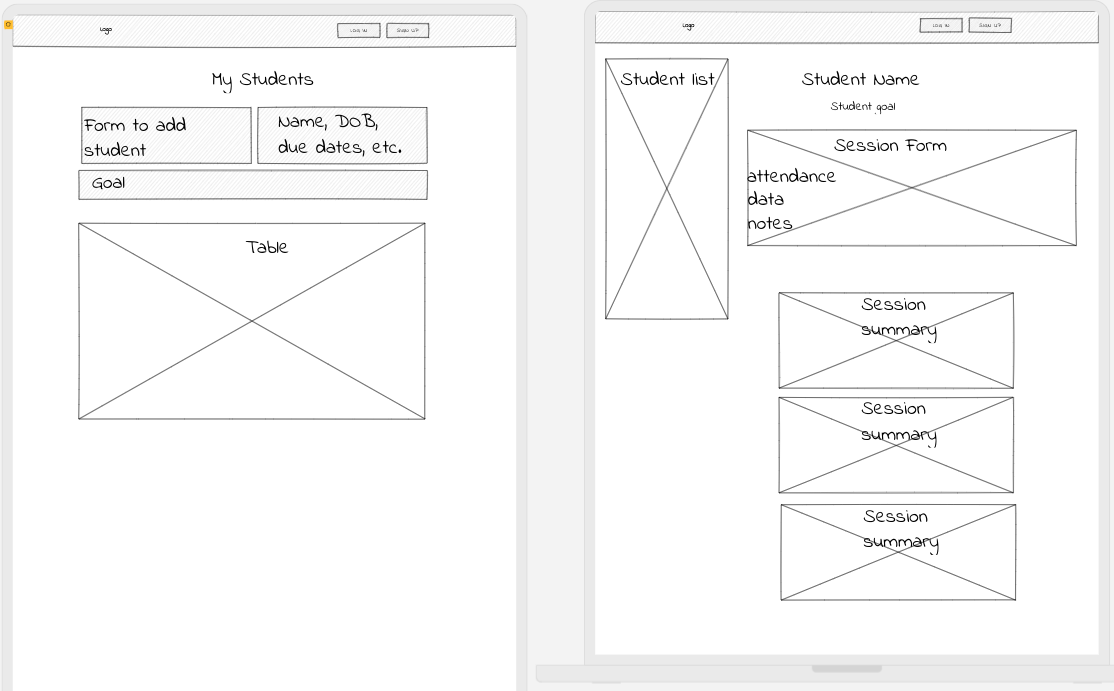 Logo
LOG IN
SIGN UP
My Students
Form to add
student
Name, DOB,
due dates, etc.
Goal
Table
Logo
LOG IN
SIGN UP
Student list
Student Name
Student goal
Session Form
attendance
data
notes
Session
summary
Session
summary
Session
summary